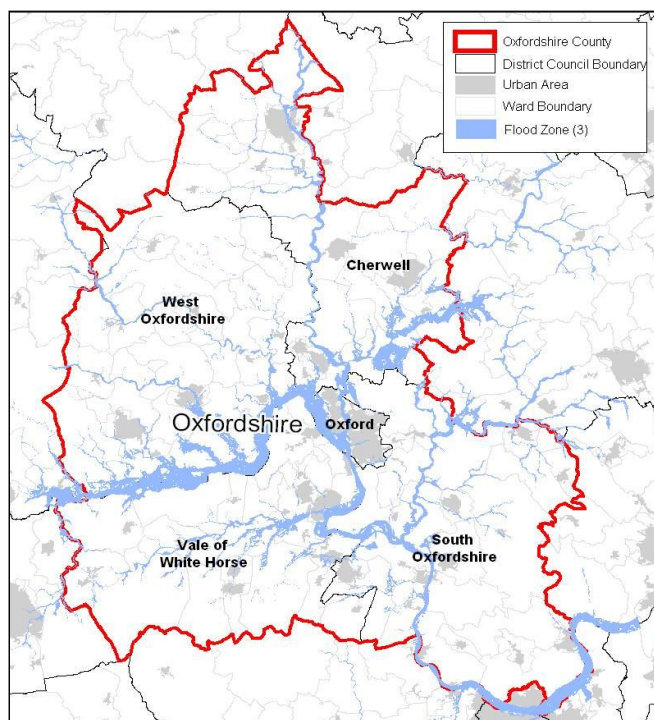 Oxfordshire County
District Council Boundary
Urban Area
Ward Boundary
Flood Zone (3)
Cherwell
West
Oxfordshire
Oxfordshire
Oxford
Vale of
White Horse
South
Oxfordshire